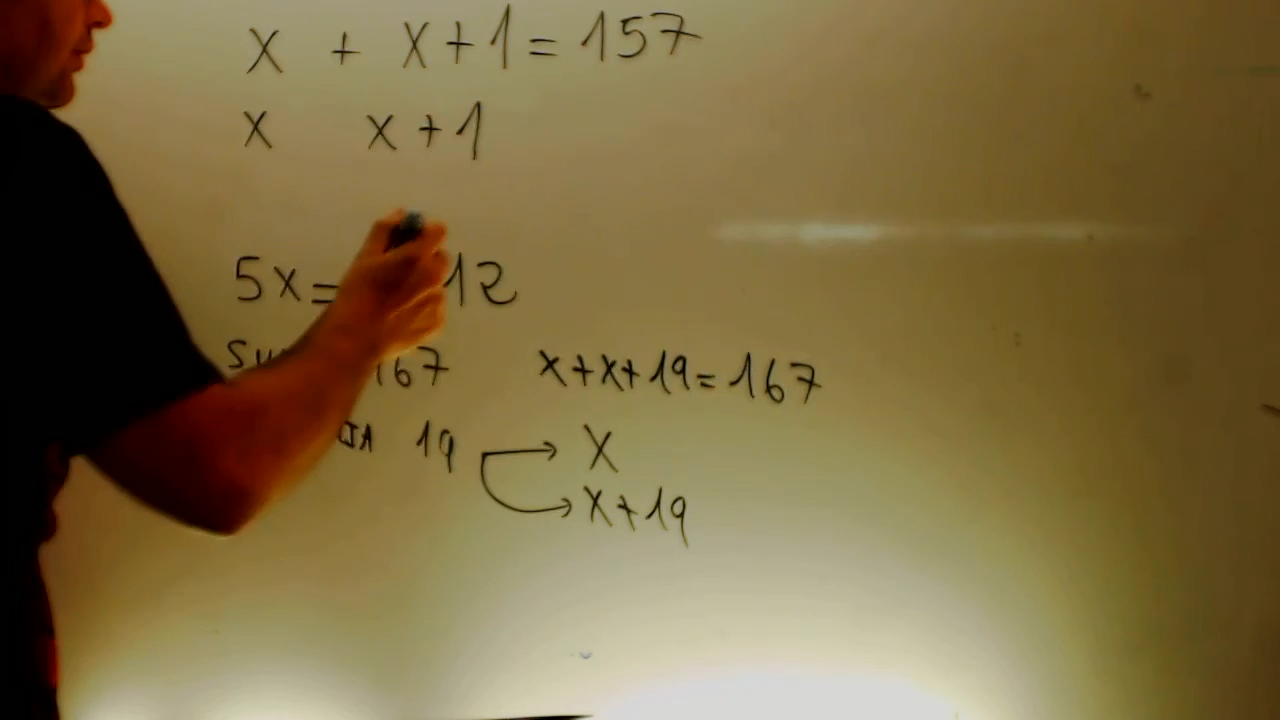 x + x+1 = 157
x x+1
5x= 12
167 x+x+19=167
19 x
x+19